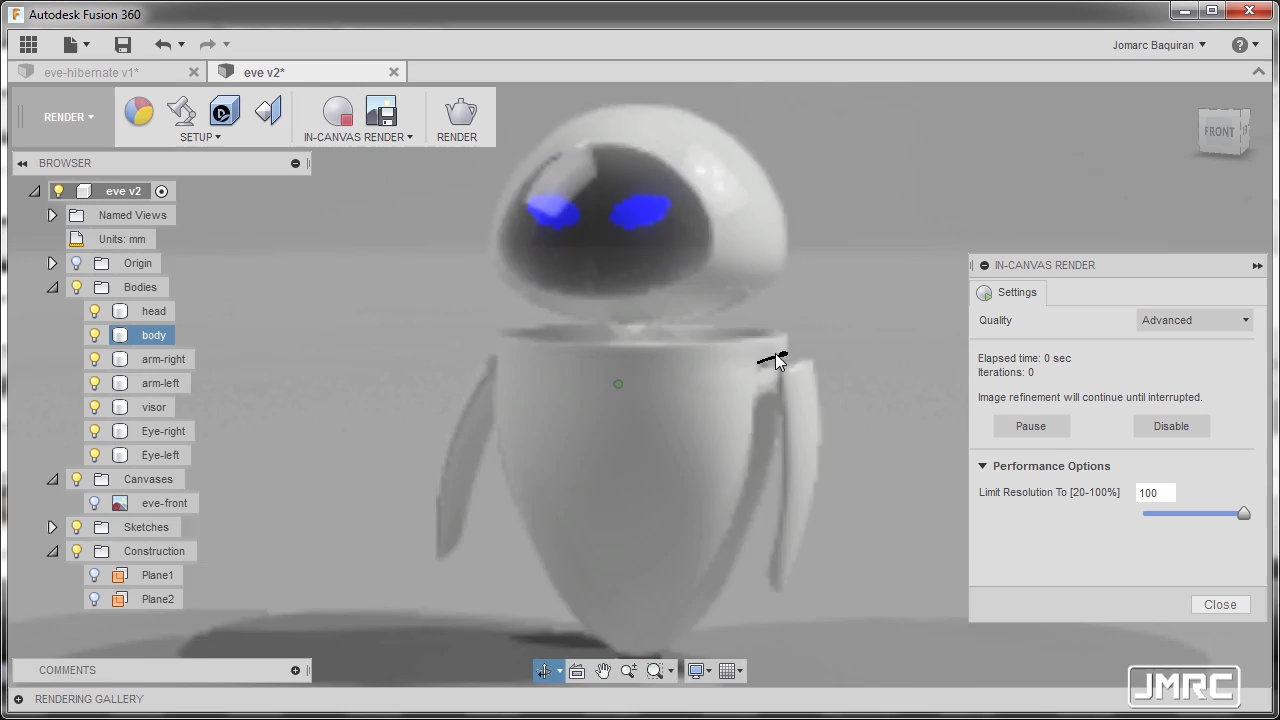 Autodesk Fusion 360
Jomarc Baquiran
eve-hibernate v1*
eve v2*
RENDER
SETUP
IN-CANVAS RENDER
RENDER
FRONT
BROWSER
eve v2
Named Views
Units: mm
Origin
Bodies
head
body
arm-right
arm-left
visor
Eye-right
Eye-left
Canvases
eve-front
Sketches
Construction
Plane1
Plane2
IN-CANVAS RENDER
Settings
Quality
Advanced
Elapsed time: 0 sec
Iterations: 0
Image refinement will continue until interrupted.
Pause
Disable
Performance Options
Limit Resolution To [20-100%]
100
Close
COMMENTS
RENDERING GALLERY
JMRC